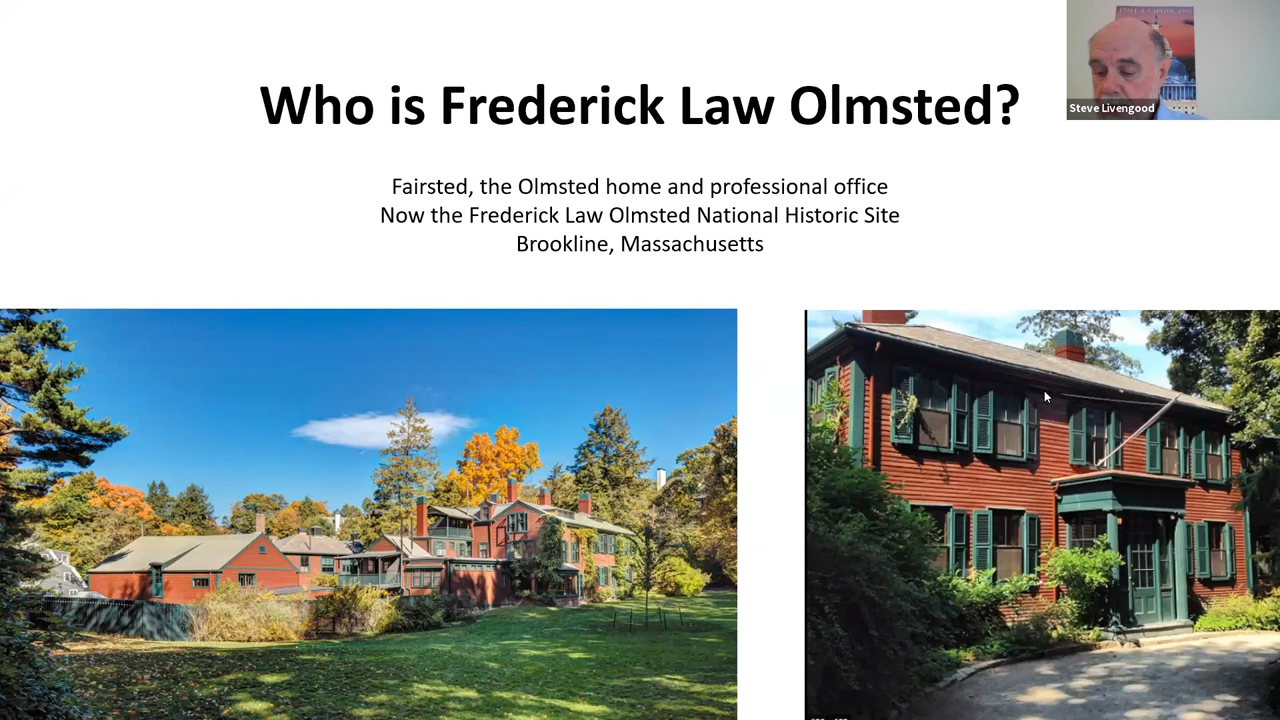 Who is Frederick Law Olmsted?
Steve Livengood
Fairsted, the Olmsted home and professional office
Now the Frederick Law Olmsted National Historic Site
Brookline, Massachusetts